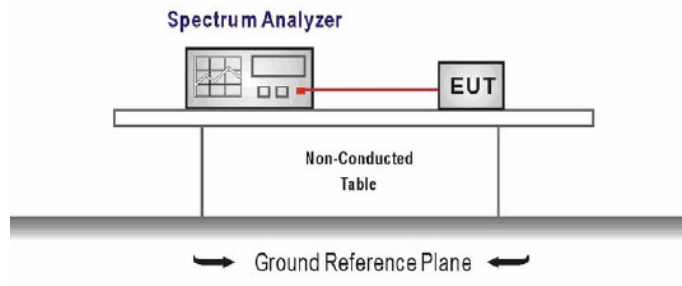 Spectrum Analyzer
EUT
Non-Conducted
Table
Ground Reference Plane